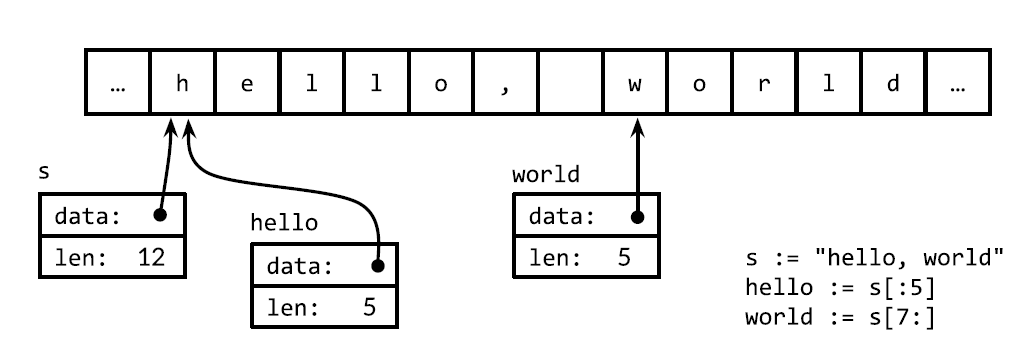 … h e l l o , w o r l d …
s
data:
len: 12
hello
data:
len: 5
world
data:
len: 5
s := "hello, world"
hello := s[:5]
world := s[7:]